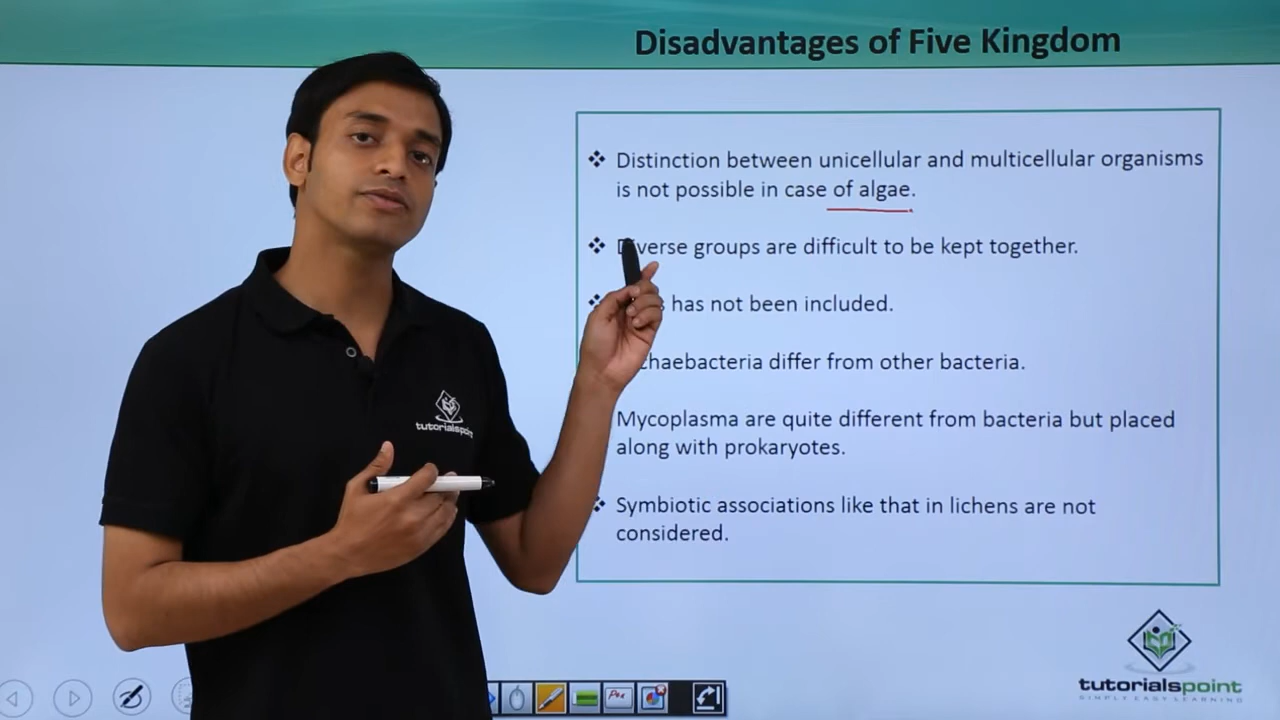 Disadvantages of Five Kingdom
Distinction between unicellular and multicellular organisms
is not possible in case of algae.
groups are difficult to be kept together.
has not been included.
differ from other bacteria.
Mycoplasma are quite different from bacteria but placed
along with prokaryotes.
Symbiotic associations like that in lichens are not
considered.
tutorialspoint
tutorialspoint
SIMPLY EASY LEARNING